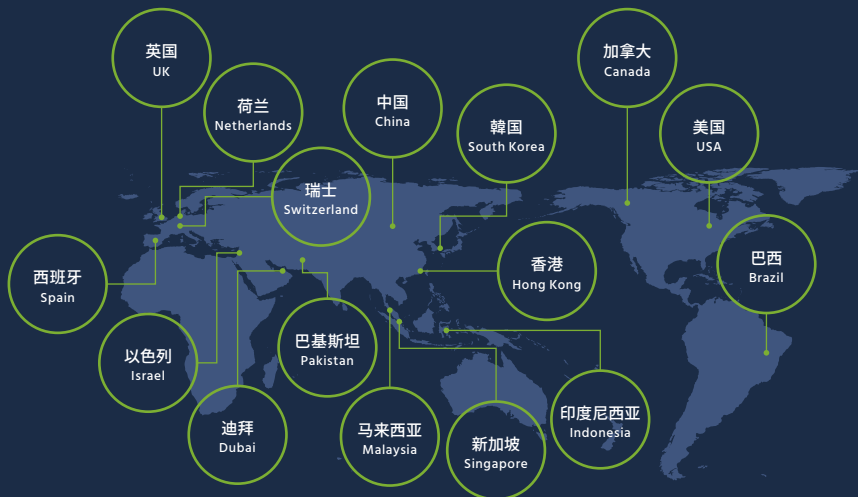 英国
UK
荷兰
Netherlands
中国
China
韓国
South Korea
加拿大
Canada
美国
USA
瑞士
Switzerland
西班牙
Spain
香港
Hong Kong
巴西
Brazil
以色列
Israel
巴基斯坦
Pakistan
迪拜
Dubai
马来西亚
Malaysia
新加坡
Singapore
印度尼西亚
Indonesia